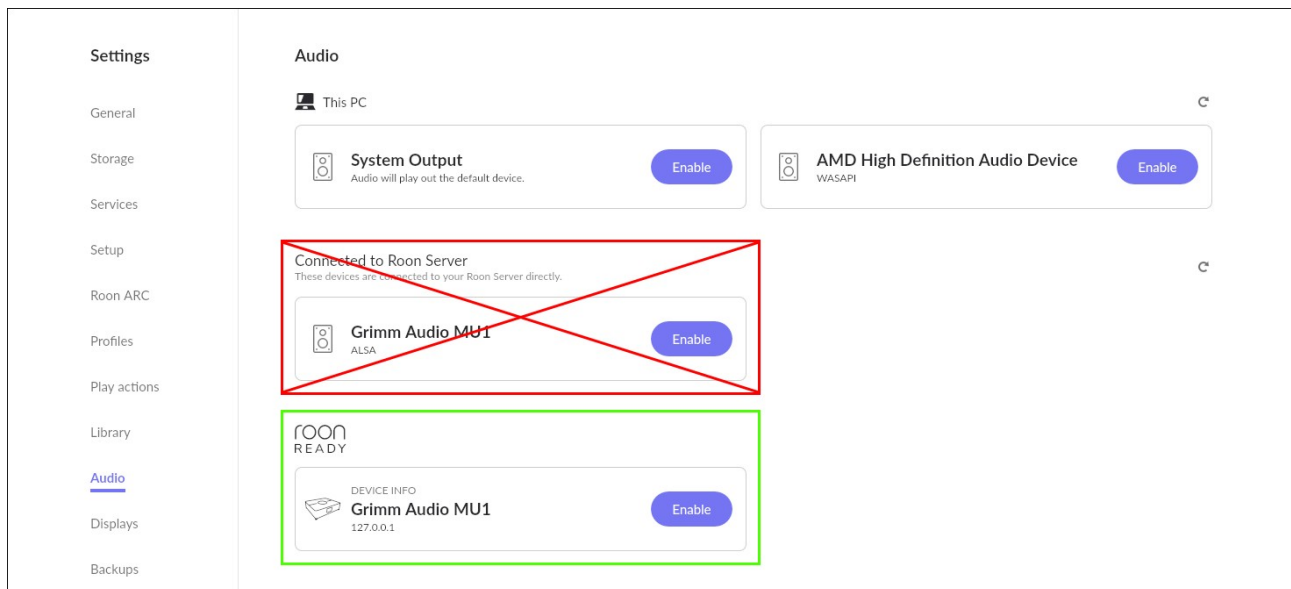 Settings
General
Storage
Services
Setup
Roon ARC
Profiles
Play actions
Library
Audio
Displays
Backups
Audio
This PC
System Output
Audio will play out the default device.
Enable
AMD High Definition Audio Device
WASAPI
Enable
Connected to Roon Server
These devices are connected to your Roon Server directly.
Grimm Audio MU1
ALSA
Enable
roon
READY
DEVICE INFO
Grimm Audio MU1
127.0.0.1
Enable